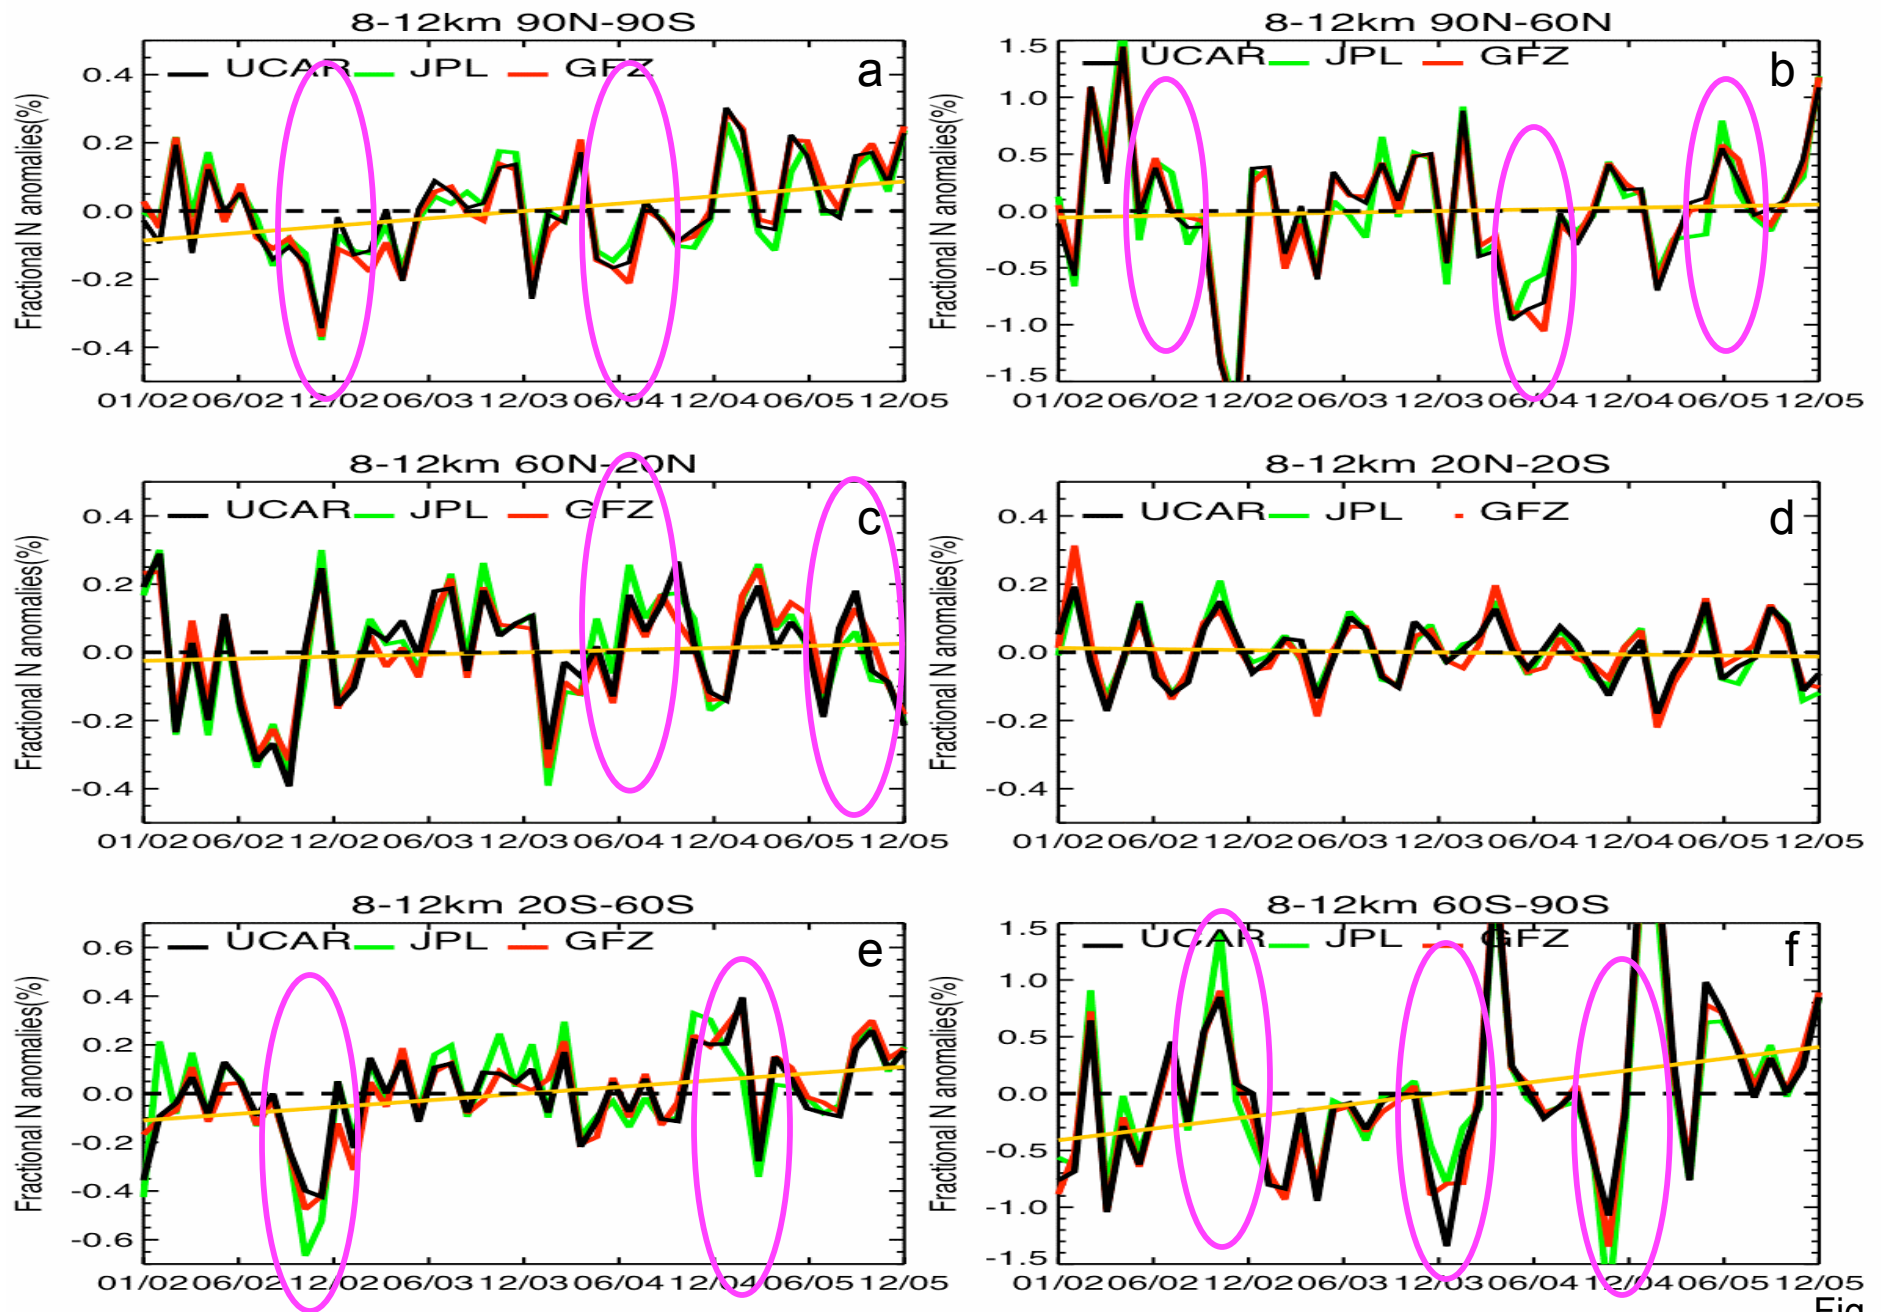 8-12km 90N-90S
UCAR JPL GFZ a
Fractional N anomalies(%)
0.4
0.2
0.0
-0.2
-0.4
01/02 06/02 12/02 06/03 12/03 06/04 12/04 06/05 12/05
8-12km 90N-60N
UCAR JPL GFZ b
Fractional N anomalies(%)
1.5
1.0
0.5
0.0
-0.5
-1.0
-1.5
01/02 06/02 12/02 06/03 12/03 06/04 12/04 06/05 12/05
8-12km 60N-20N
UCAR JPL GFZ c
Fractional N anomalies(%)
0.4
0.2
0.0
-0.2
-0.4
01/02 06/02 12/02 06/03 12/03 06/04 12/04 06/05 12/05
8-12km 20N-20S
UCAR JPL GFZ d
Fractional N anomalies(%)
0.4
0.2
0.0
-0.2
-0.4
01/02 06/02 12/02 06/03 12/03 06/04 12/04 06/05 12/05
8-12km 20S-60S
UCAR JPL GFZ e
Fractional N anomalies(%)
0.6
0.4
0.2
0.0
-0.2
-0.4
-0.6
01/02 06/02 12/02 06/03 12/03 06/04 12/04 06/05 12/05
8-12km 60S-90S
UCAR JPL GFZ f
Fractional N anomalies(%)
1.5
1.0
0.5
0.0
-0.5
-1.0
-1.5
01/02 06/02 12/02 06/03 12/03 06/04 12/04 06/05 12/05
Fig